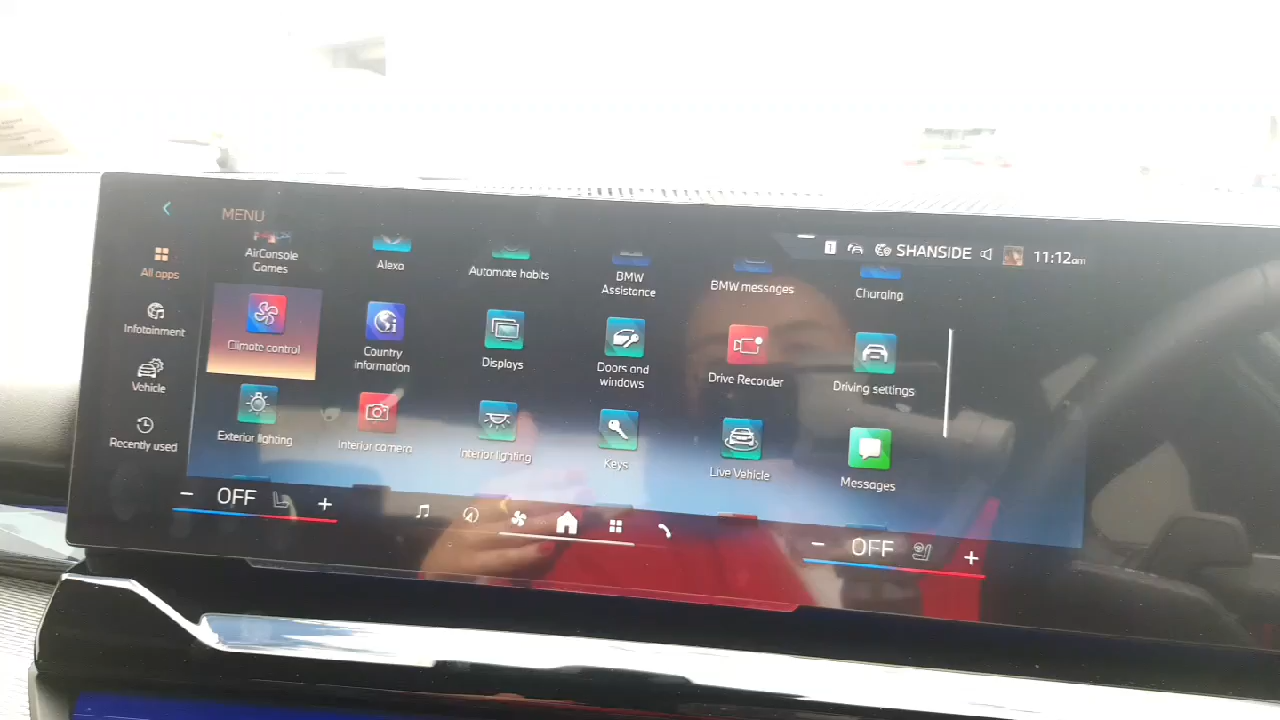 MENU
1 SHANSIDE 11:12am
All apps
Infotainment
Vehicle
Recently used
AirConsole
Games
Alexa
Automate habits
BMW
Assistance
BMW messages
Charging
Climate control
Country
information
Displays
Doors and
windows
Drive Recorder
Driving settings
Exterior lighting
Interior camera
Interior lighting
Keys
Live Vehicle
Messages
− OFF +
− OFF +